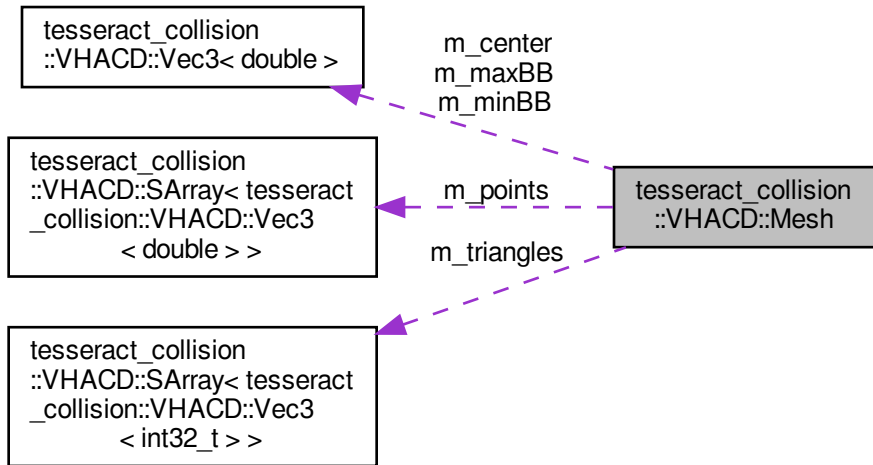 tesseract_collision
::VHACD::Vec3< double >
m_center
m_maxBB
m_minBB
tesseract_collision
::VHACD::SArray< tesseract
_collision::VHACD::Vec3
< double > >
m_points
tesseract_collision
::VHACD::Mesh
m_triangles
tesseract_collision
::VHACD::SArray< tesseract
_collision::VHACD::Vec3
< int32_t > >